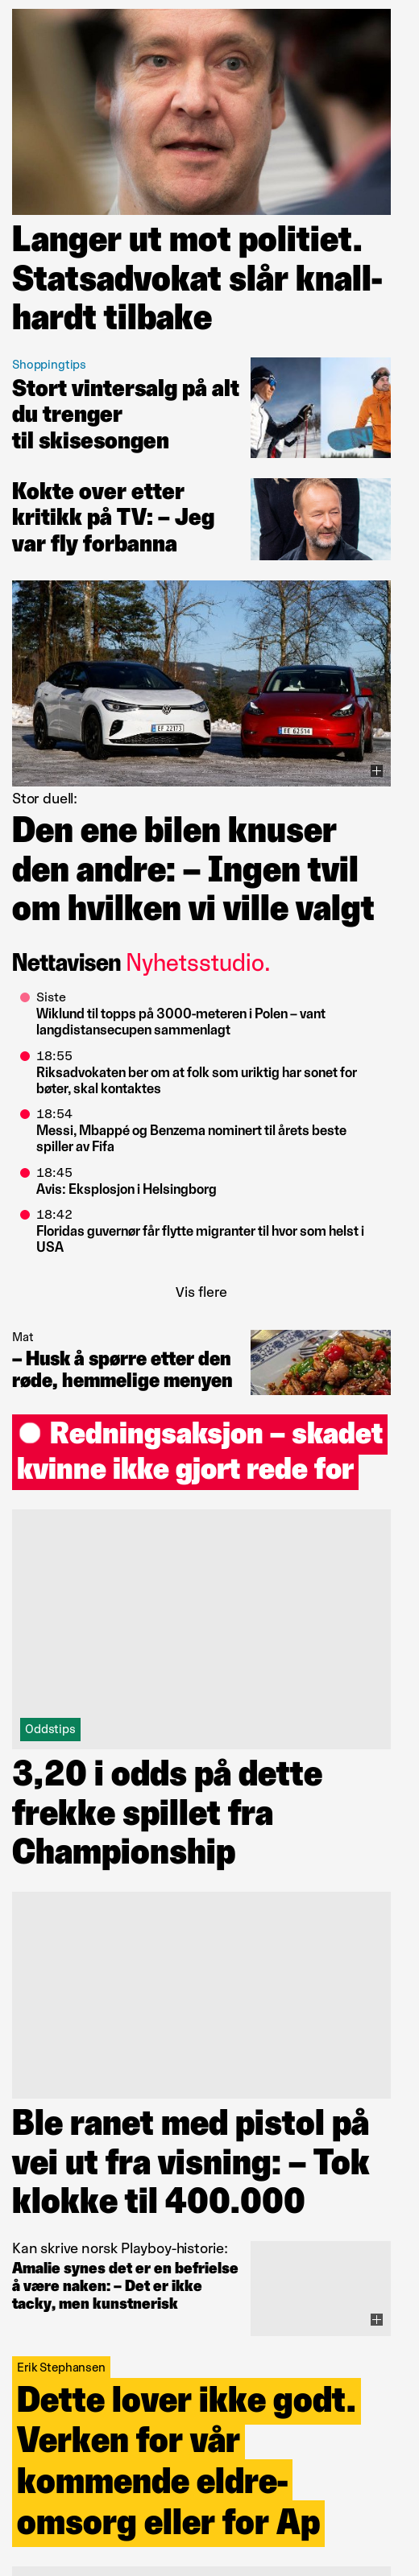 Langer ut mot politiet.
Statsadvokat slår knall-
hardt tilbake
Shoppingtips
Stort vintersalg på alt
du trenger
til skisesongen
Kokte over etter
kritikk på TV: – Jeg
var fly forbanna
EF 22173
EE 62514
Stor duell:
Den ene bilen knuser
den andre: – Ingen tvil
om hvilken vi ville valgt
Nettavisen Nyhetsstudio.
Siste
Wiklund til topps på 3000-meteren i Polen – vant
langdistansecupen sammenlagt
18:55
Riksadvokaten ber om at folk som uriktig har sonet for
bøter, skal kontaktes
18:54
Messi, Mbappé og Benzema nominert til årets beste
spiller av Fifa
18:45
Avis: Eksplosjon i Helsingborg
18:42
Floridas guvernør får flytte migranter til hvor som helst i
USA
Vis flere
Mat
– Husk å spørre etter den
røde, hemmelige menyen
Redningsaksjon – skadet
kvinne ikke gjort rede for
Oddstips
3,20 i odds på dette
frekke spillet fra
Championship
Ble ranet med pistol på
vei ut fra visning: – Tok
klokke til 400.000
Kan skrive norsk Playboy-historie:
Amalie synes det er en befrielse
å være naken: – Det er ikke
tacky, men kunstnerisk
Erik Stephansen
Dette lover ikke godt.
Verken for vår
kommende eldre-
omsorg eller for Ap